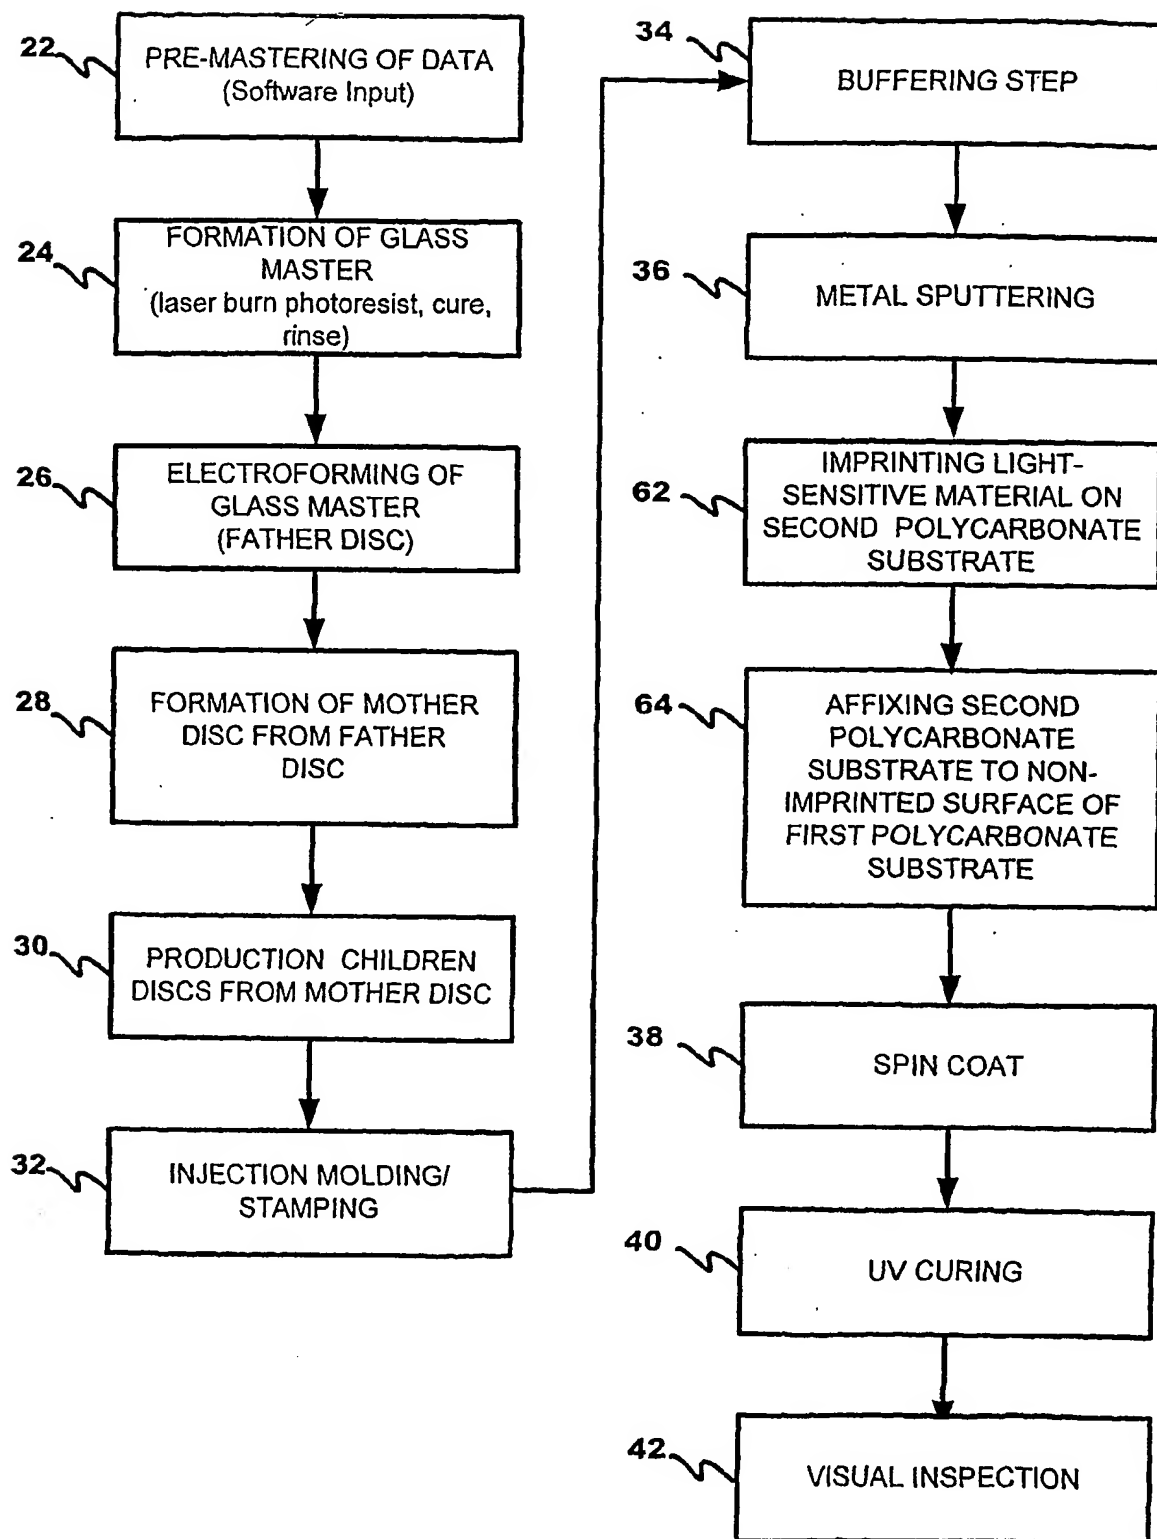 22
PRE-MASTERING OF DATA
(Software Input)
24
FORMATION OF GLASS
MASTER
(laser burn photoresist, cure,
rinse)
26
ELECTROFORMING OF
GLASS MASTER
(FATHER DISC)
28
FORMATION OF MOTHER
DISC FROM FATHER
DISC
30
PRODUCTION CHILDREN
DISCS FROM MOTHER DISC
32
INJECTION MOLDING/
STAMPING
34
BUFFERING STEP
36
METAL SPUTTERING
62
IMPRINTING LIGHT-
SENSITIVE MATERIAL ON
SECOND POLYCARBONATE
SUBSTRATE
64
AFFIXING SECOND
POLYCARBONATE
SUBSTRATE TO NON-
IMPRINTED SURFACE OF
FIRST POLYCARBONATE
SUBSTRATE
38
SPIN COAT
40
UV CURING
42
VISUAL INSPECTION